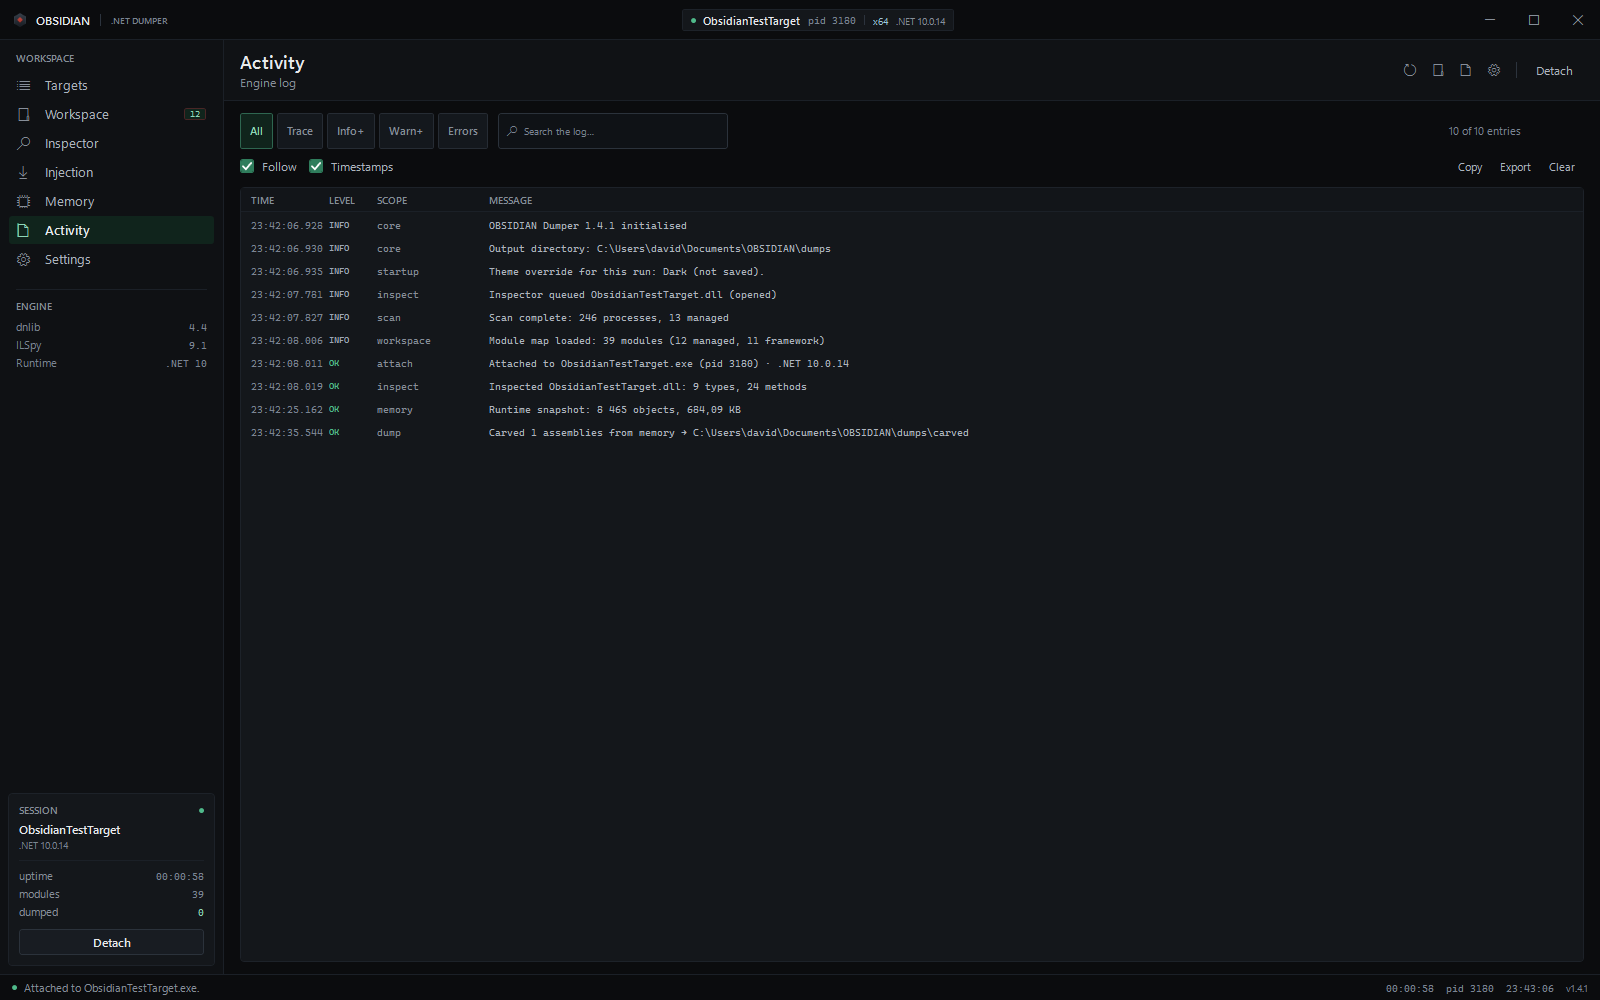 OBSIDIAN .NET DUMPER
ObsidianTestTarget pid 3180 x64 .NET 10.0.14
WORKSPACE
Targets
Workspace 12
Inspector
Injection
Memory
Activity
Settings
ENGINE
dnlib 4.4
ILSpy 9.1
Runtime .NET 10
SESSION
ObsidianTestTarget
.NET 10.0.14
uptime 00:00:58
modules 39
dumped 0
Detach
Activity
Engine log
Detach
All Trace Info+ Warn+ Errors Search the log...
10 of 10 entries
Follow Timestamps
Copy Export Clear
TIME LEVEL SCOPE MESSAGE
23:42:06.928 INFO core OBSIDIAN Dumper 1.4.1 initialised
23:42:06.930 INFO core Output directory: C:\Users\david\Documents\OBSIDIAN\dumps
23:42:06.935 INFO startup Theme override for this run: Dark (not saved).
23:42:07.781 INFO inspect Inspector queued ObsidianTestTarget.dll (opened)
23:42:07.827 INFO scan Scan complete: 246 processes, 13 managed
23:42:08.006 INFO workspace Module map loaded: 39 modules (12 managed, 11 framework)
23:42:08.011 OK attach Attached to ObsidianTestTarget.exe (pid 3180) · .NET 10.0.14
23:42:08.019 OK inspect Inspected ObsidianTestTarget.dll: 9 types, 24 methods
23:42:25.162 OK memory Runtime snapshot: 8 465 objects, 684,09 KB
23:42:35.544 OK dump Carved 1 assemblies from memory → C:\Users\david\Documents\OBSIDIAN\dumps\carved
Attached to ObsidianTestTarget.exe.
00:00:58 pid 3180 23:43:06 v1.4.1